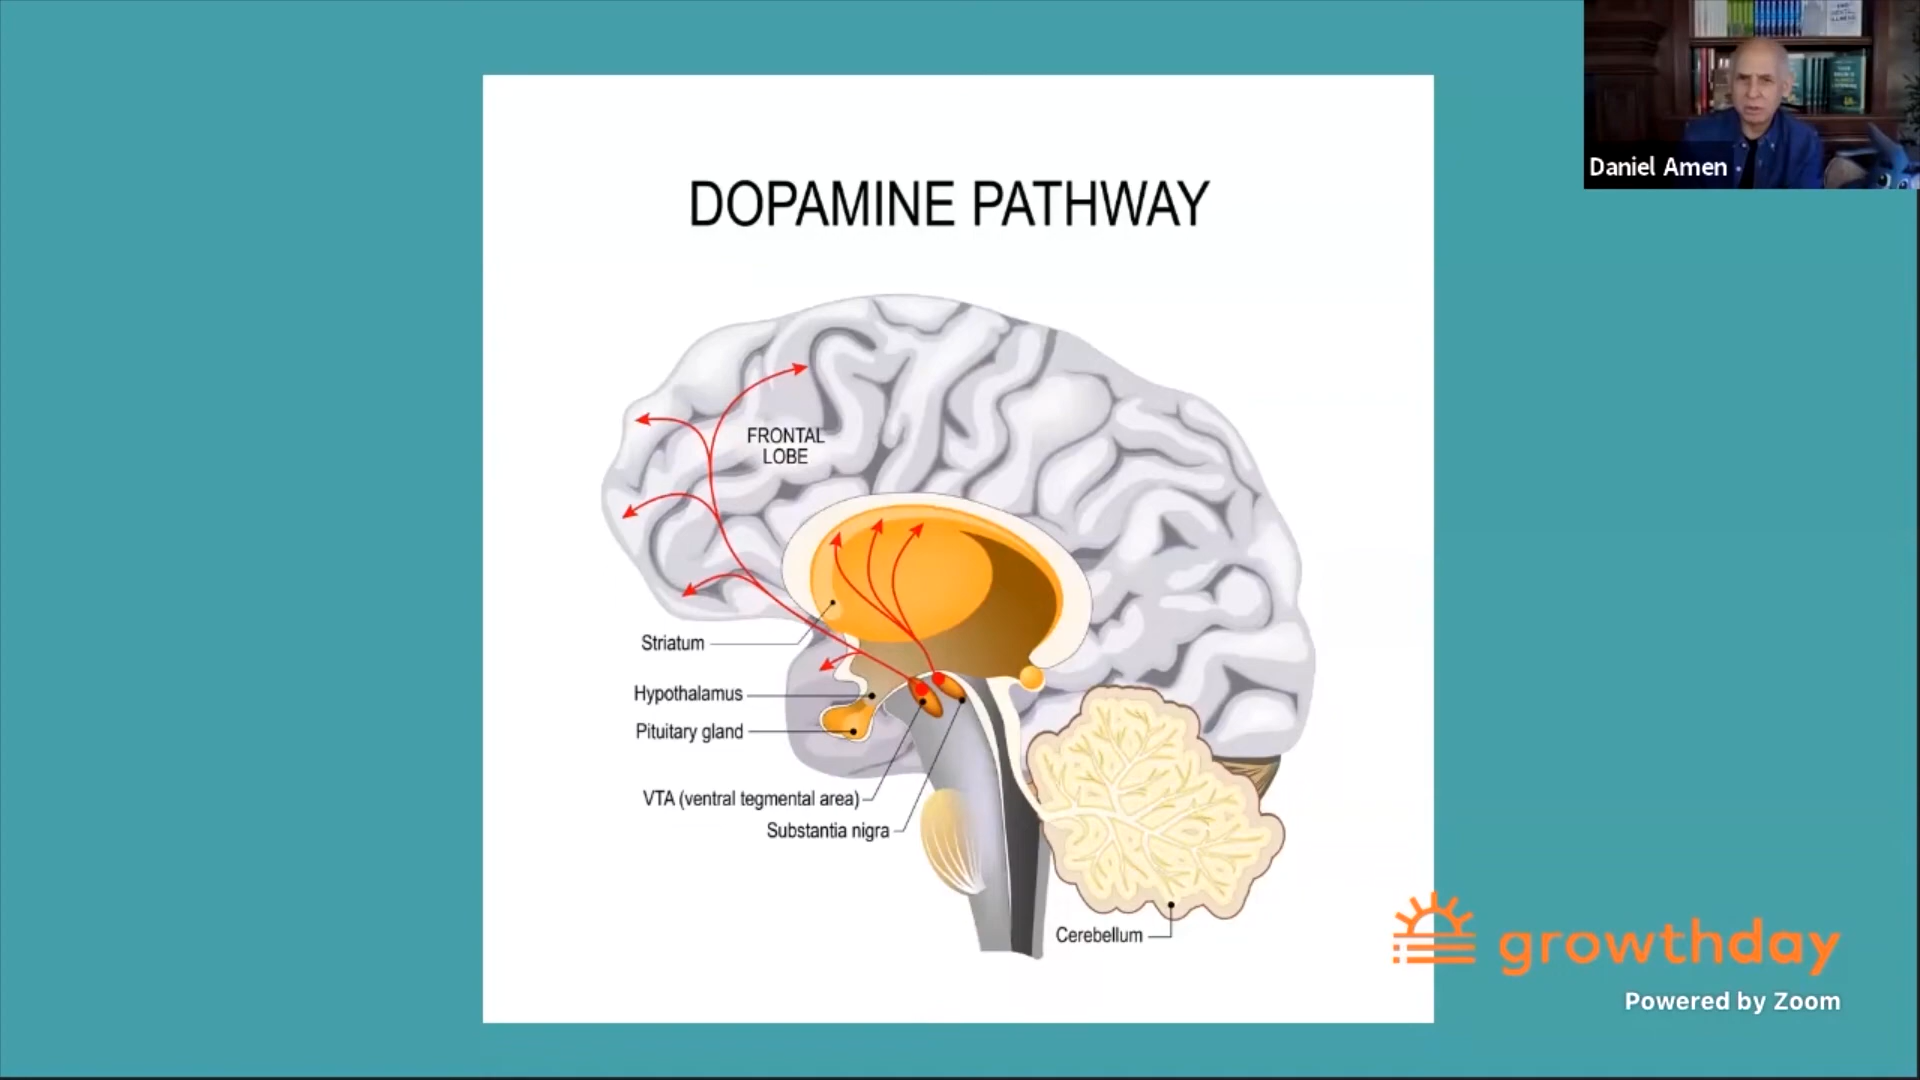 Daniel Amen
DOPAMINE PATHWAY
FRONTAL
LOBE
Striatum
Hypothalamus
Pituitary gland
VTA (ventral tegmental area)
Substantia nigra
Cerebellum
growthday
Powered by Zoom